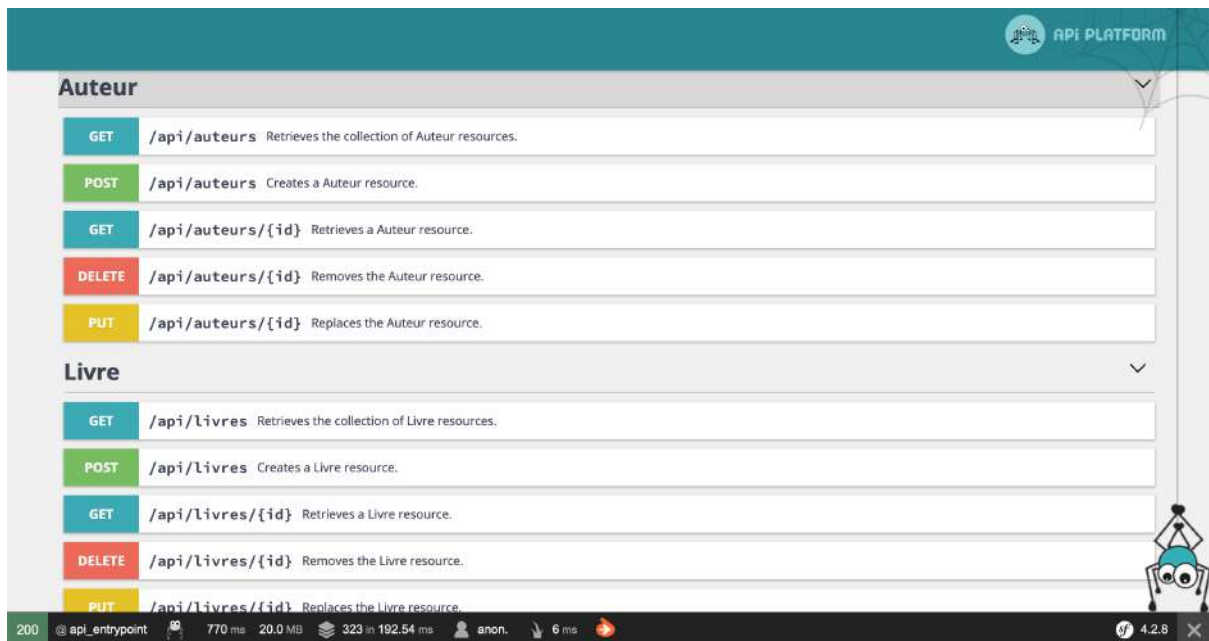 API PLATFORM
Auteur
GET /api/auteurs Retrieves the collection of Auteur resources.
POST /api/auteurs Creates a Auteur resource.
GET /api/auteurs/{id} Retrieves a Auteur resource.
DELETE /api/auteurs/{id} Removes the Auteur resource.
PUT /api/auteurs/{id} Replaces the Auteur resource.
Livre
GET /api/livres Retrieves the collection of Livre resources.
POST /api/livres Creates a Livre resource.
GET /api/livres/{id} Retrieves a Livre resource.
DELETE /api/livres/{id} Removes the Livre resource.
PUT /api/livres/{id} Replaces the Livre resource.
200 @ api_entrypoint 770 ms 20.0 MB 323 in 192.54 ms anon. 6 ms sf 4.2.8